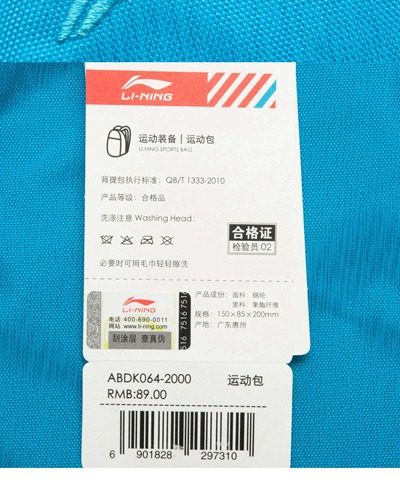 LI-NING
运动装备 | 运动包
LI-NING SPORTS BAG
背提包执行标准: QB/T 1333-2010
产品等级: 合格品
洗涤注意 Washing Head:
合格证
检验员:02
必要时可用毛巾轻轻擦洗
LI-NING
电话 400-690-0011
网站 www.li-ning.com
刮涂层 查真伪
7516 7516 7516
产品成份: 面料: 锦纶
里料: 聚酯纤维
规格: 150×85×200mm
产地: 广东惠州
ABDK064-2000 运动包
RMB:89.00
6 901828 297310